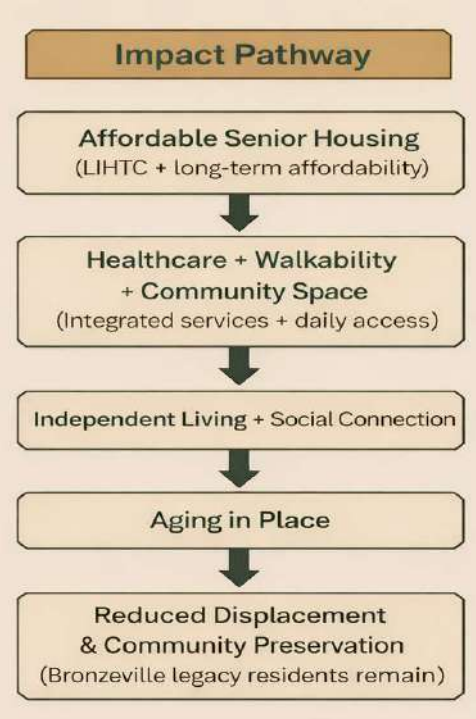 Impact Pathway
Affordable Senior Housing
(LIHTC + long-term affordability)
Healthcare + Walkability
+ Community Space
(Integrated services + daily access)
Independent Living + Social Connection
Aging in Place
Reduced Displacement
& Community Preservation
(Bronzeville legacy residents remain)